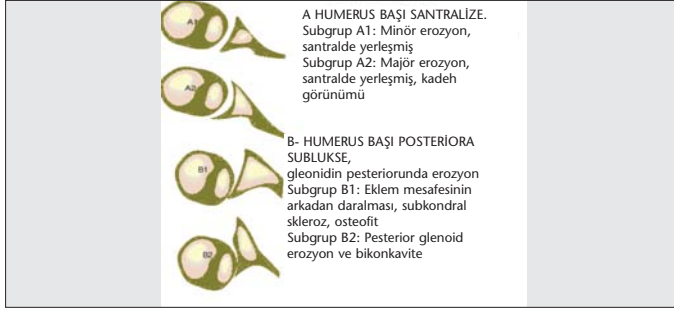 A1
A HUMERUS BAŞI SANTRALİZE.
Subgrup A1: Minör erozyon,
santralde yerleşmiş
Subgrup A2: Majör erozyon,
santralde yerleşmiş, kadeh
görünümü
A2
B- HUMERUS BAŞI POSTERİORA
SUBLUKSE,
gleonidin pesteriorunda erozyon
Subgrup B1: Eklem mesafesinin
arkadan daralması, subkondral
skleroz, osteofit
Subgrup B2: Pesterior glenoid
erozyon ve bikonkavite
B1
B2